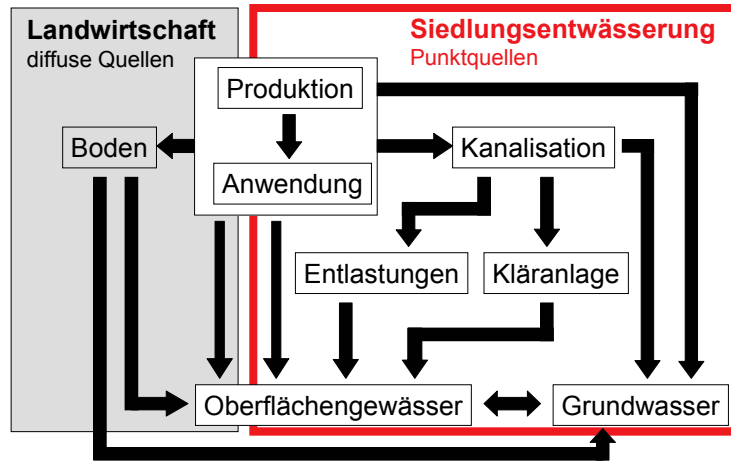 Landwirtschaft
diffuse Quellen
Siedlungsentwässerung
Punktquellen
Produktion
Boden
Kanalisation
Anwendung
Entlastungen
Kläranlage
Oberflächengewässer
Grundwasser